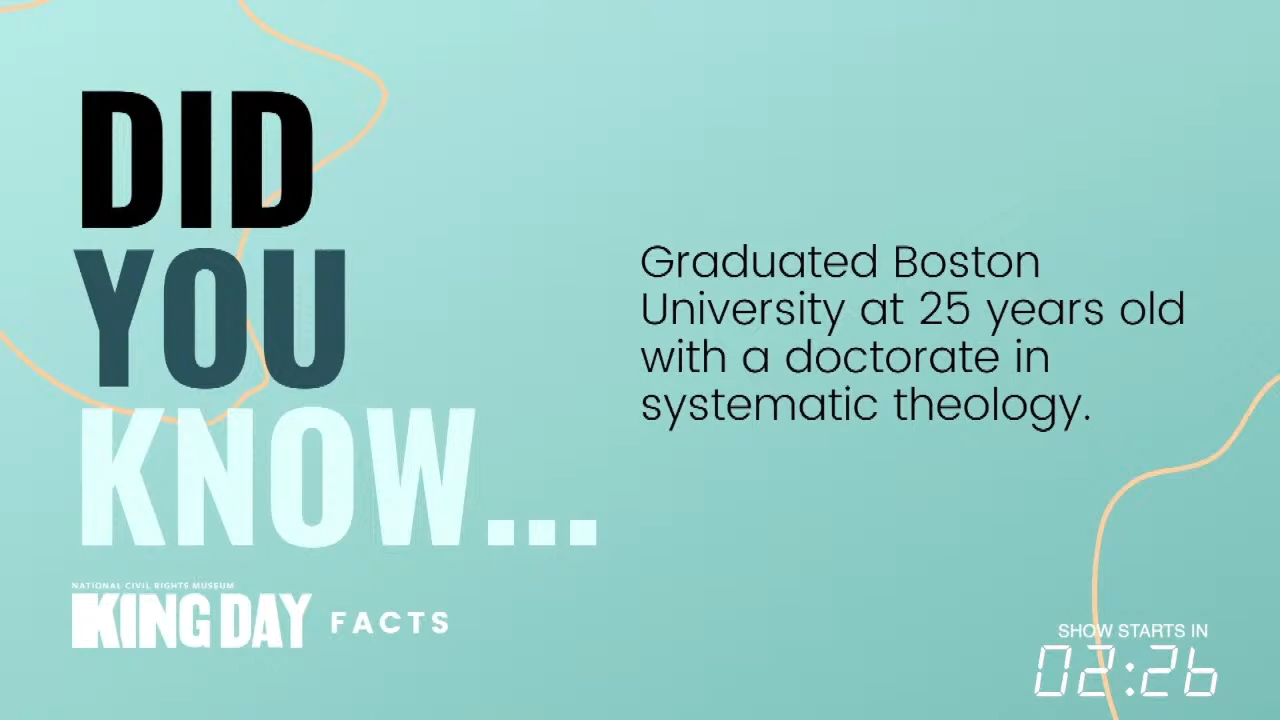 DID
YOU
KNOW...
NATIONAL CIVIL RIGHTS MUSEUM
KING DAY FACTS
Graduated Boston
University at 25 years old
with a doctorate in
systematic theology.
SHOW STARTS IN
02:26